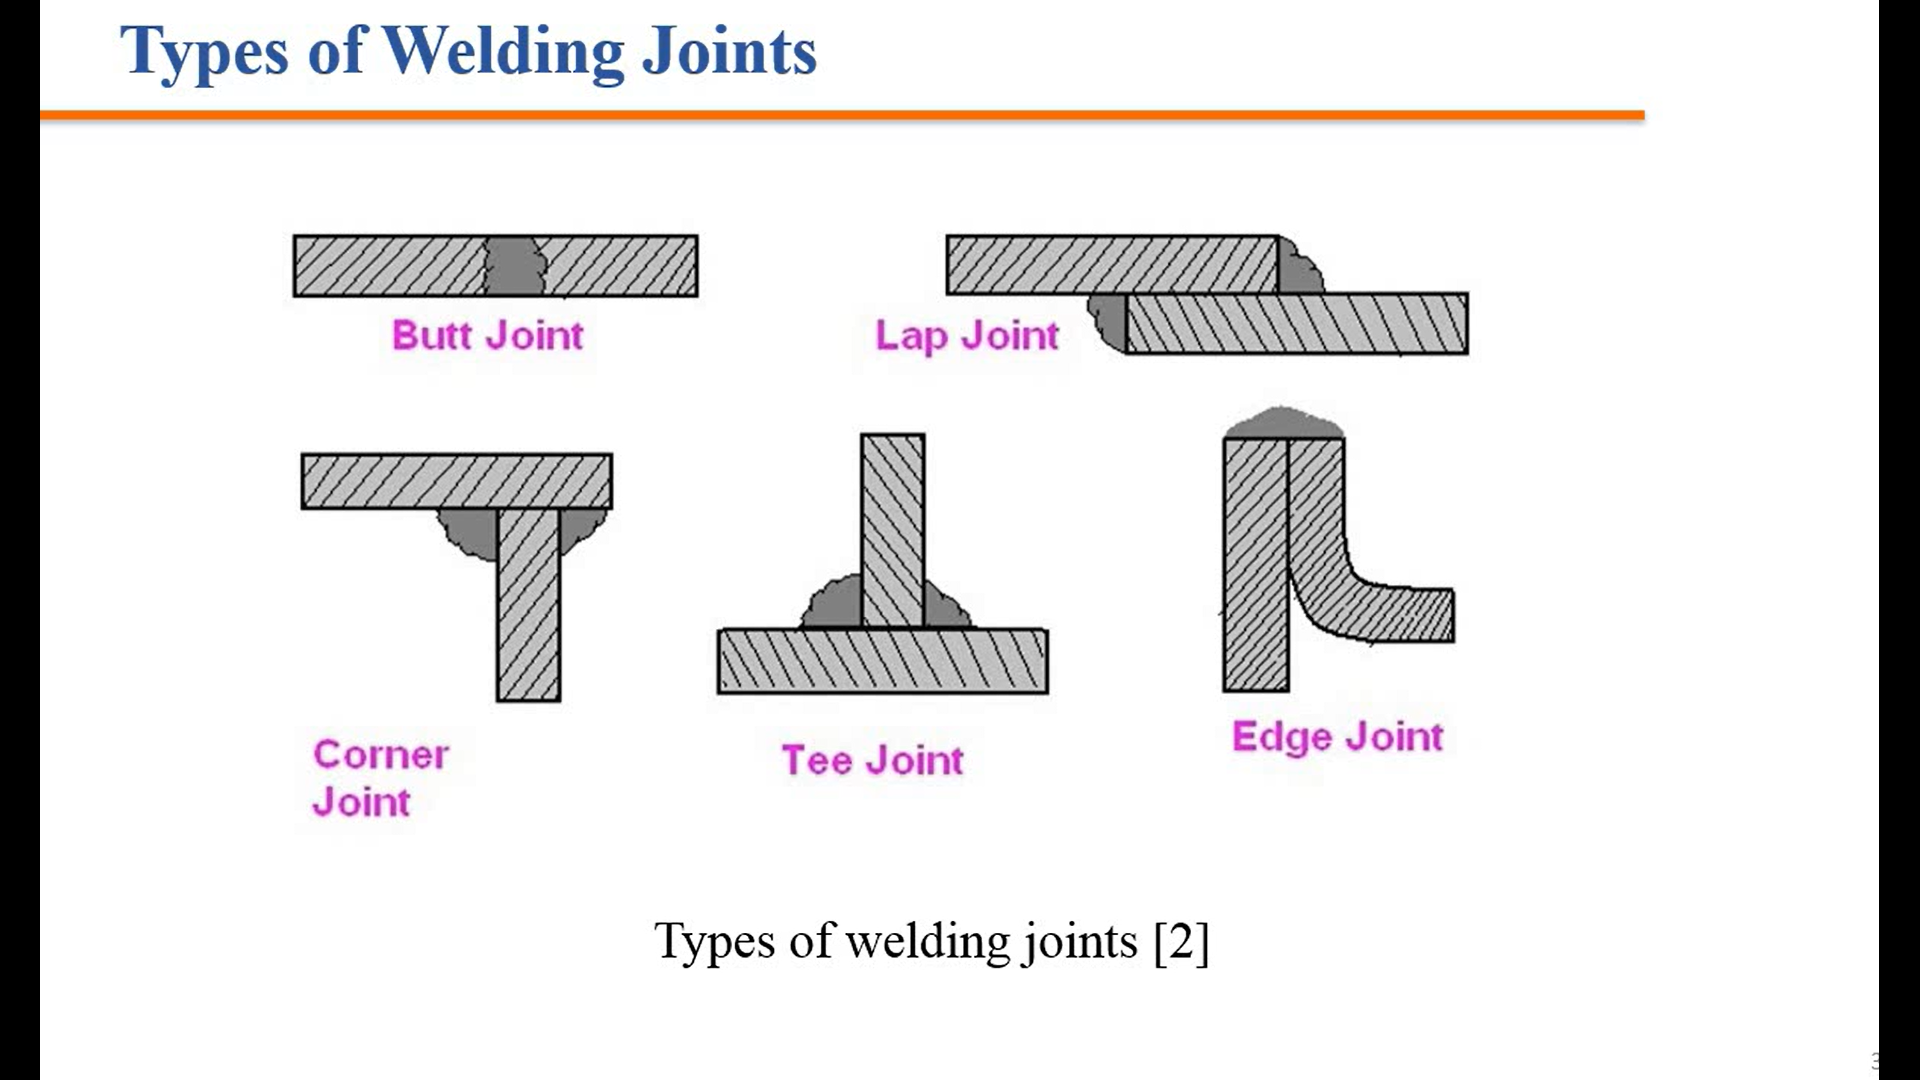 Types of Welding Joints
Butt Joint
Lap Joint
Corner
Joint
Tee Joint
Edge Joint
Types of welding joints [2]
3